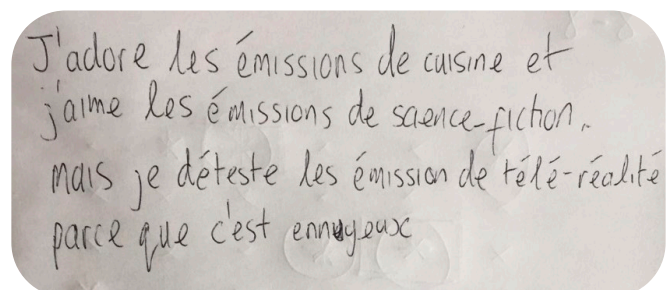 J'adore les émissions de cuisine et
j'aime les émissions de science-fiction.
mais je déteste les émission de télé-réalité
parce que c'est ennuyeux